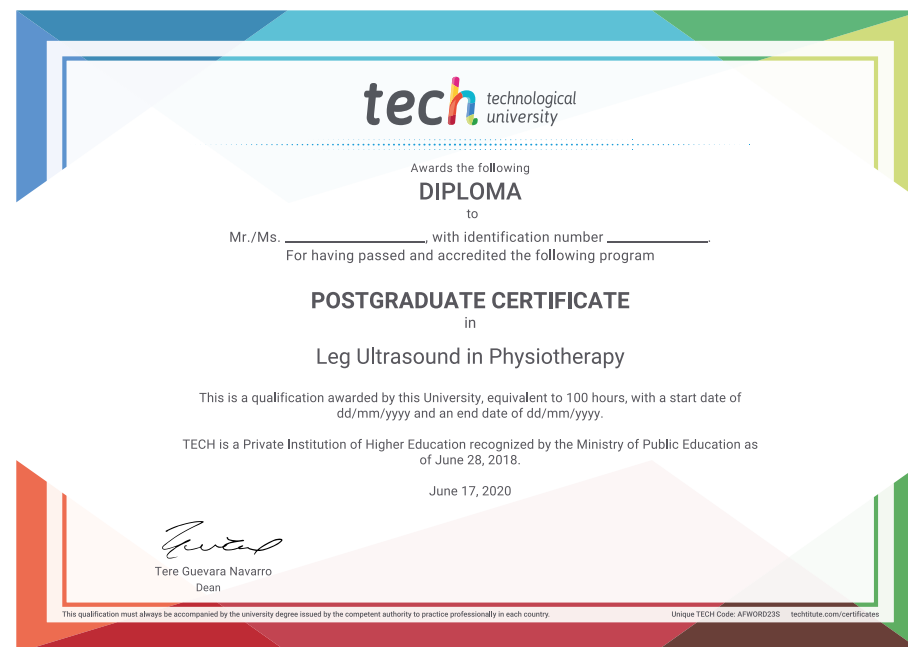 tech technological
university
Awards the following
DIPLOMA
to
Mr./Ms. ____________________, with identification number ______________.
For having passed and accredited the following program
POSTGRADUATE CERTIFICATE
in
Leg Ultrasound in Physiotherapy
This is a qualification awarded by this University, equivalent to 100 hours, with a start date of
dd/mm/yyyy and an end date of dd/mm/yyyy.
TECH is a Private Institution of Higher Education recognized by the Ministry of Public Education as
of June 28, 2018.
June 17, 2020
Tere Guevara Navarro
Dean
This qualification must always be accompanied by the university degree issued by the competent authority to practice professionally in each country.
Unique TECH Code: AFWORD23S techtitute.com/certificates